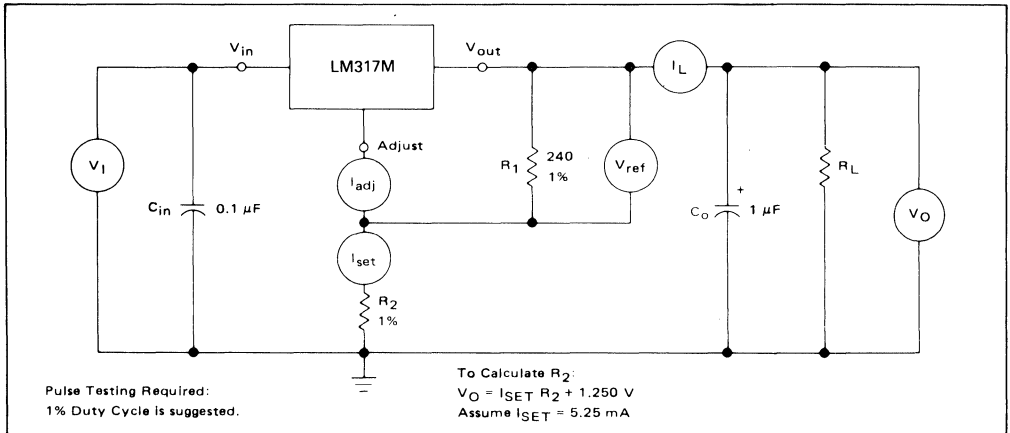 Vin
LM317M
Vout
IL
Adjust
VI
Iadj
R1
240
1%
Vref
RL
Cin
0.1 μF
+
Co
1 μF
VO
Iset
R2
1%
Pulse Testing Required:
1% Duty Cycle is suggested.
To Calculate R2:
VO = ISET R2 + 1.250 V
Assume ISET = 5.25 mA